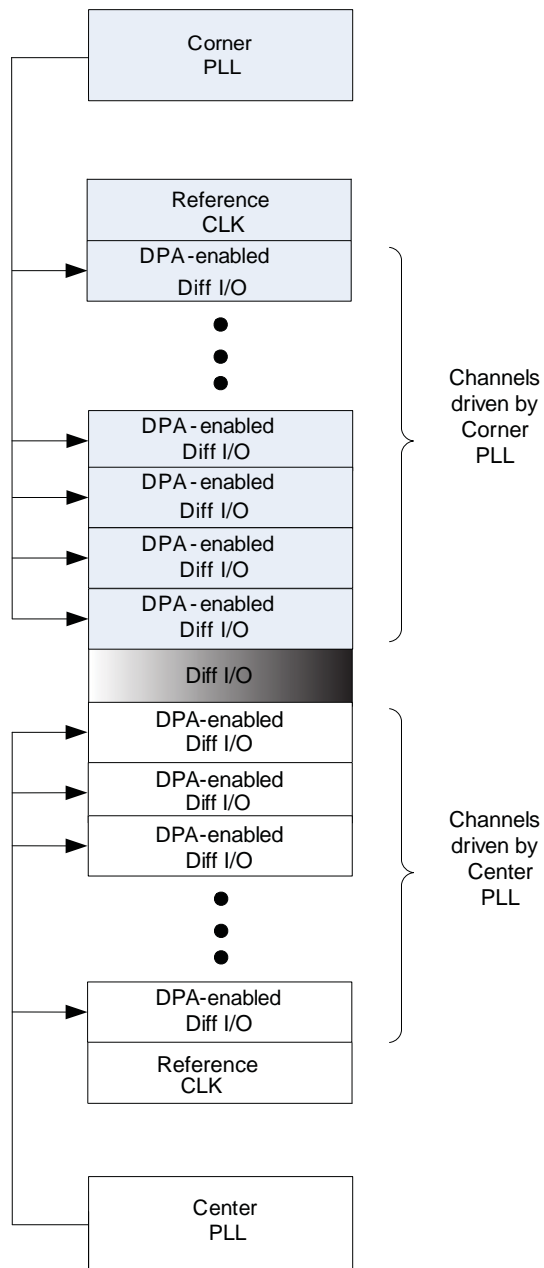 Corner
PLL
Reference
CLK
DPA-enabled
Diff I/O
Channels
driven by
Corner
PLL
DPA-enabled
Diff I/O
DPA-enabled
Diff I/O
DPA-enabled
Diff I/O
DPA-enabled
Diff I/O
Diff I/O
DPA-enabled
Diff I/O
DPA-enabled
Diff I/O
DPA-enabled
Diff I/O
Channels
driven by
Center
PLL
DPA-enabled
Diff I/O
Reference
CLK
Center
PLL